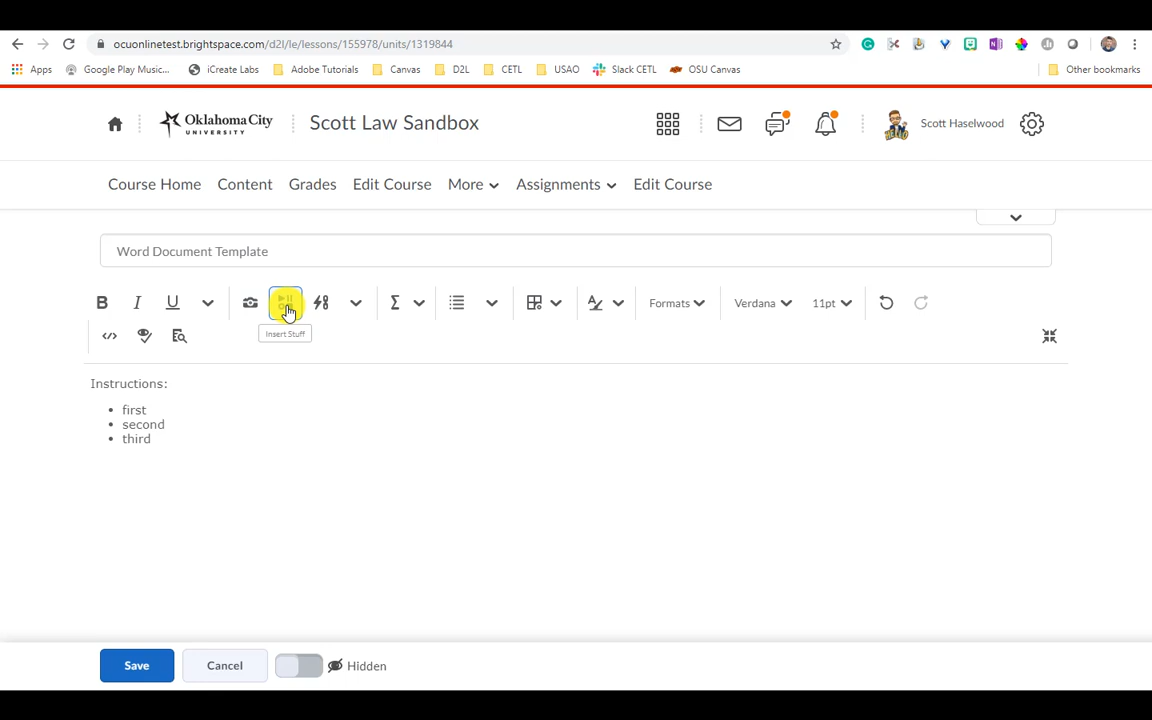 ocuonlinetest.brightspace.com/d2l/le/lessons/155978/units/1319844
Apps Google Play Music... iCreate Labs Adobe Tutorials Canvas D2L CETL USAO Slack CETL OSU Canvas Other bookmarks
Oklahoma City UNIVERSITY Scott Law Sandbox Scott Haselwood
Course Home Content Grades Edit Course More Assignments Edit Course
Word Document Template
B I U Σ Formats Verdana 11pt
Insert Stuff
Instructions:
• first
• second
• third
Save Cancel Hidden